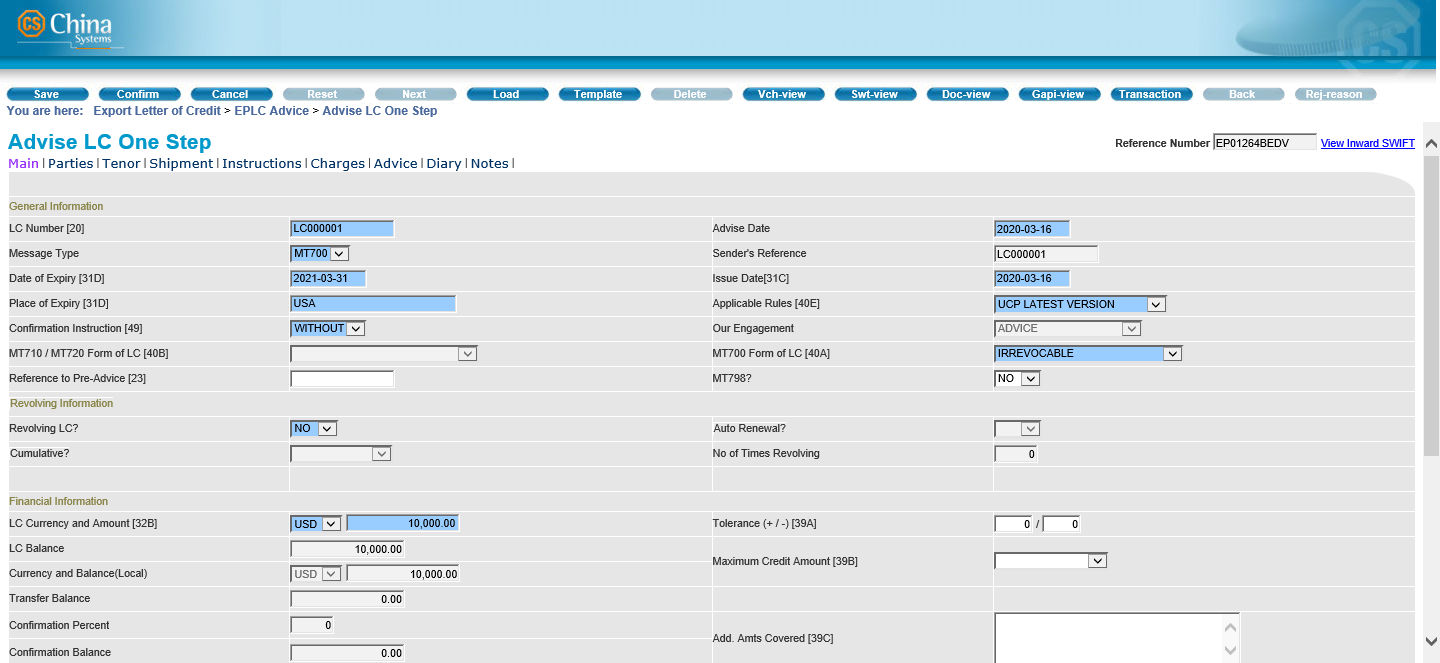 CS China
Systems
CS
Save Confirm Cancel Reset Next Load Template Delete Vch-view Swt-view Doc-view Gapi-view Transaction Back Rej-reason
You are here: Export Letter of Credit > EPLC Advice > Advise LC One Step
Advise LC One Step
Reference Number EP01264BEDV View Inward SWIFT
Main | Parties | Tenor | Shipment | Instructions | Charges | Advice | Diary | Notes |
General Information
LC Number [20] LC000001 Advise Date 2020-03-16
Message Type MT700 Sender's Reference LC000001
Date of Expiry [31D] 2021-03-31 Issue Date[31C] 2020-03-16
Place of Expiry [31D] USA Applicable Rules [40E] UCP LATEST VERSION
Confirmation Instruction [49] WITHOUT Our Engagement ADVICE
MT710 / MT720 Form of LC [40B] MT700 Form of LC [40A] IRREVOCABLE
Reference to Pre-Advice [23] MT798? NO
Revolving Information
Revolving LC? NO Auto Renewal?
Cumulative? No of Times Revolving 0
Financial Information
LC Currency and Amount [32B] USD 10,000.00 Tolerance (+ / -) [39A] 0 / 0
LC Balance 10,000.00
Maximum Credit Amount [39B]
Currency and Balance(Local) USD 10,000.00
Transfer Balance 0.00
Confirmation Percent 0
Add. Amts Covered [39C]
Confirmation Balance 0.00